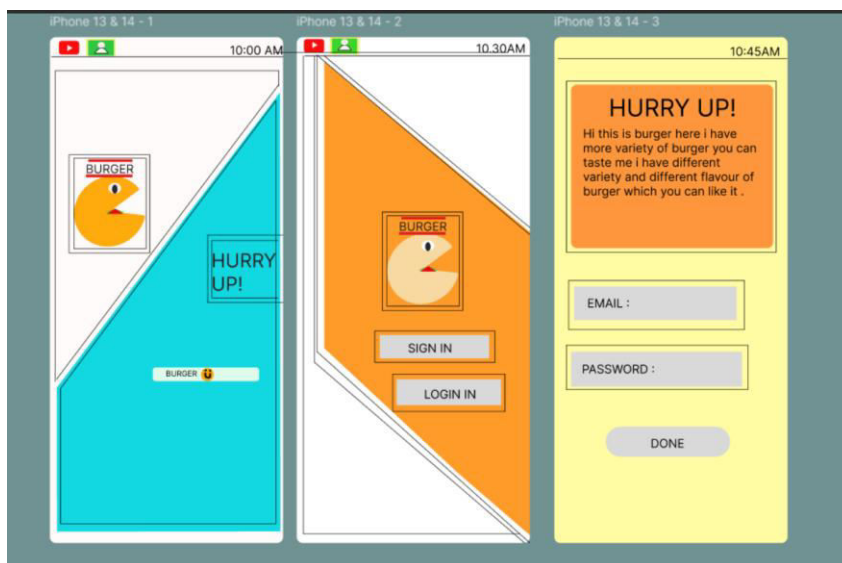 iPhone 13 & 14 - 1
10:00 AM
BURGER
HURRY
UP!
BURGER
iPhone 13 & 14 - 2
10.30AM
BURGER
SIGN IN
LOGIN IN
iPhone 13 & 14 - 3
10:45AM
HURRY UP!
Hi this is burger here i have
more variety of burger you can
taste me i have different
variety and different flavour of
burger which you can like it .
EMAIL :
PASSWORD :
DONE